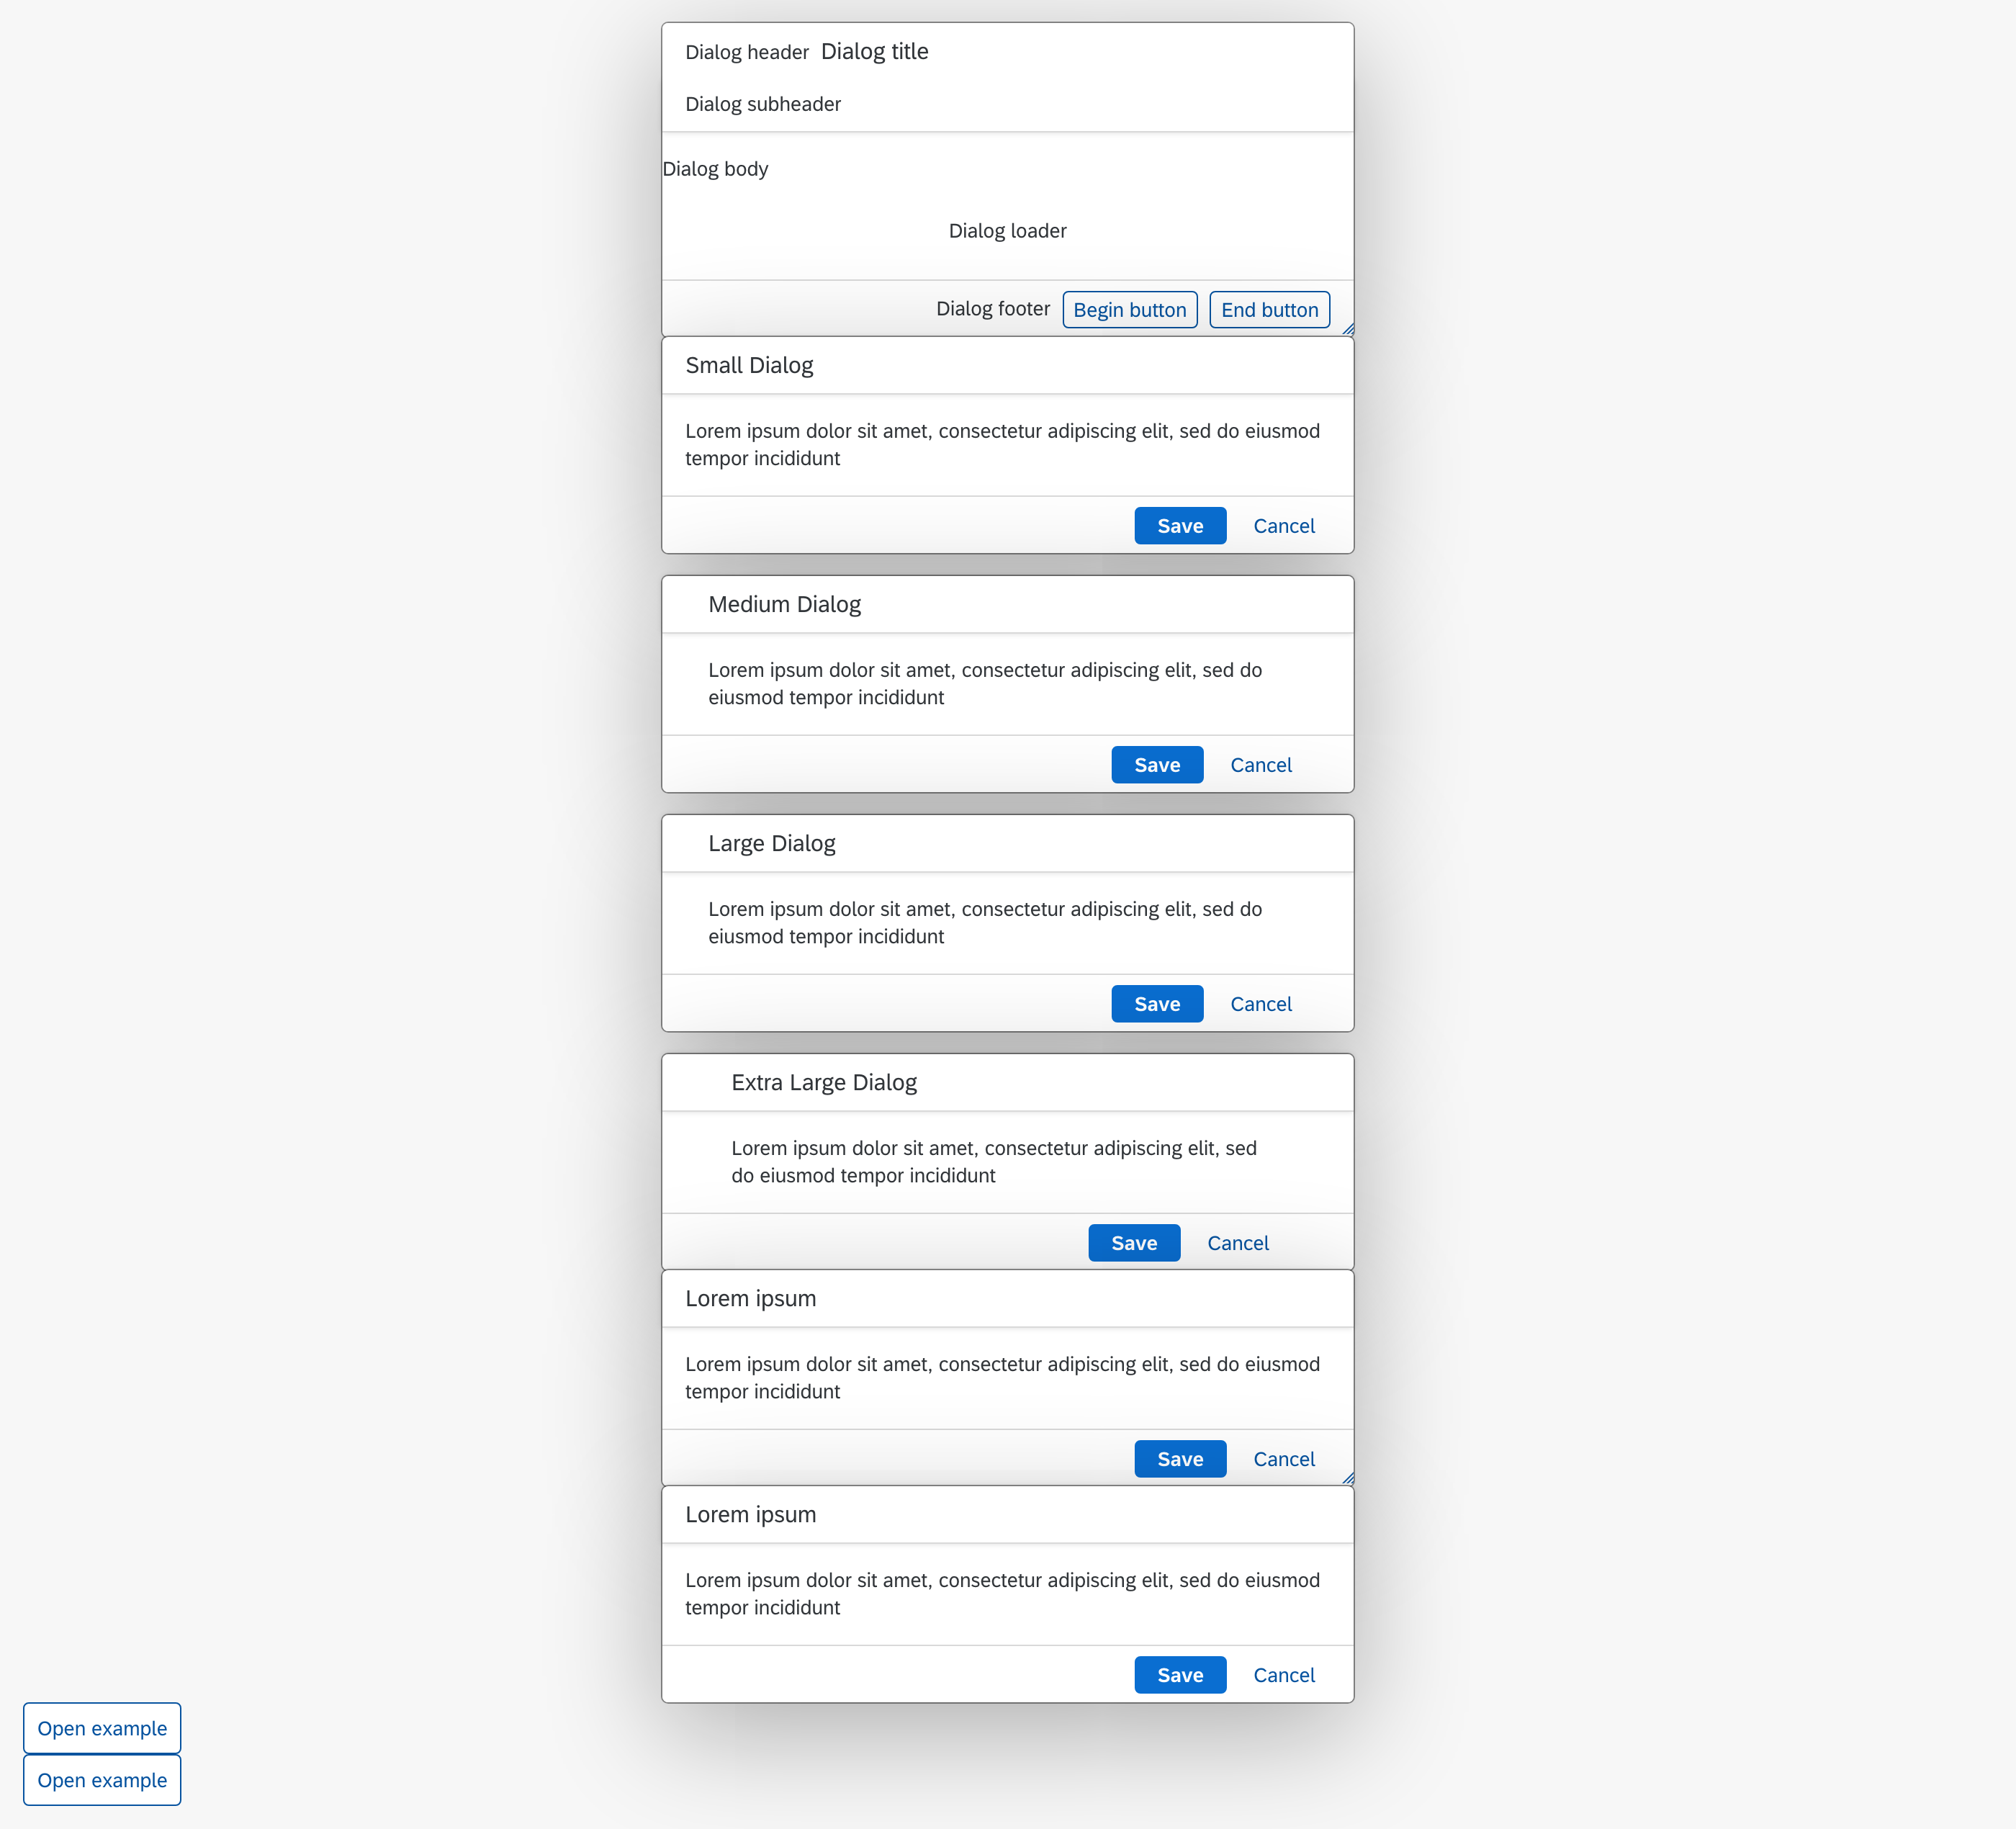 Dialog header Dialog title
Dialog subheader
Dialog body
Dialog loader
Dialog footer Begin button End button
Small Dialog
Lorem ipsum dolor sit amet, consectetur adipiscing elit, sed do eiusmod
tempor incididunt
Save Cancel
Medium Dialog
Lorem ipsum dolor sit amet, consectetur adipiscing elit, sed do
eiusmod tempor incididunt
Save Cancel
Large Dialog
Lorem ipsum dolor sit amet, consectetur adipiscing elit, sed do
eiusmod tempor incididunt
Save Cancel
Extra Large Dialog
Lorem ipsum dolor sit amet, consectetur adipiscing elit, sed
do eiusmod tempor incididunt
Save Cancel
Lorem ipsum
Lorem ipsum dolor sit amet, consectetur adipiscing elit, sed do eiusmod
tempor incididunt
Save Cancel
Lorem ipsum
Lorem ipsum dolor sit amet, consectetur adipiscing elit, sed do eiusmod
tempor incididunt
Save Cancel
Open example
Open example